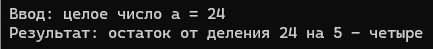 Ввод: целое число a = 24
Результат: остаток от деления 24 на 5 – четыре